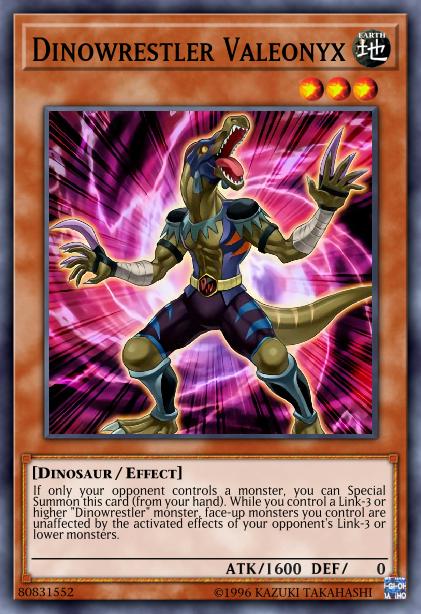 DINOWRESTLER VALEONYX
EARTH
地
[DINOSAUR / EFFECT]
If only your opponent controls a monster, you can Special
Summon this card (from your hand). While you control a Link-3 or
higher "Dinowrestler" monster, face-up monsters you control are
unaffected by the activated effects of your opponent's Link-3 or
lower monsters.
ATK/1600 DEF/ 0
80831552
©1996 KAZUKI TAKAHASHI